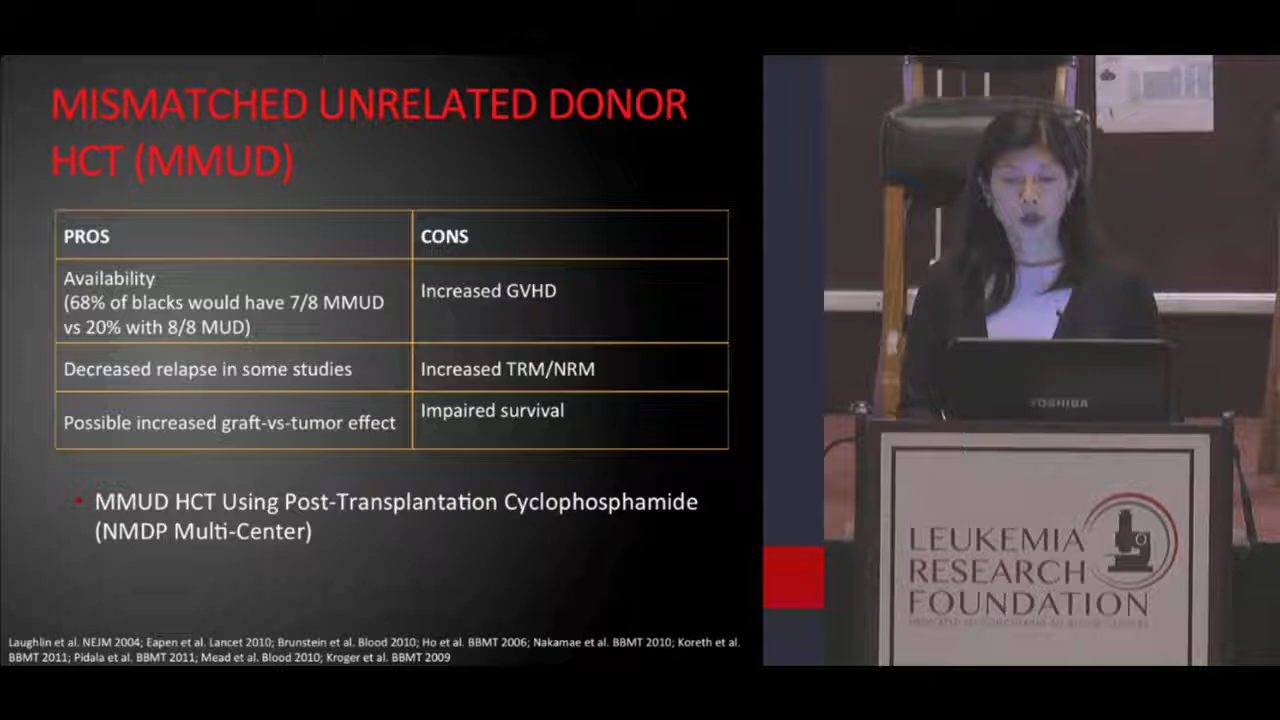 MISMATCHED UNRELATED DONOR
HCT (MMUD)
PROS
CONS
Availability
(68% of blacks would have 7/8 MMUD
vs 20% with 8/8 MUD)
Increased GVHD
Decreased relapse in some studies
Increased TRM/NRM
Possible increased graft-vs-tumor effect
Impaired survival
• MMUD HCT Using Post-Transplantation Cyclophosphamide
(NMDP Multi-Center)
Laughlin et al. NEJM 2004; Eapen et al. Lancet 2010; Brunstein et al. Blood 2010; Ho et al. BBMT 2006; Nakamae et al. BBMT 2010; Koreth et al.
BBMT 2011; Pidala et al. BBMT 2011; Mead et al. Blood 2010; Kroger et al. BBMT 2009
TOSHIBA
LEUKEMIA
RESEARCH
FOUNDATION